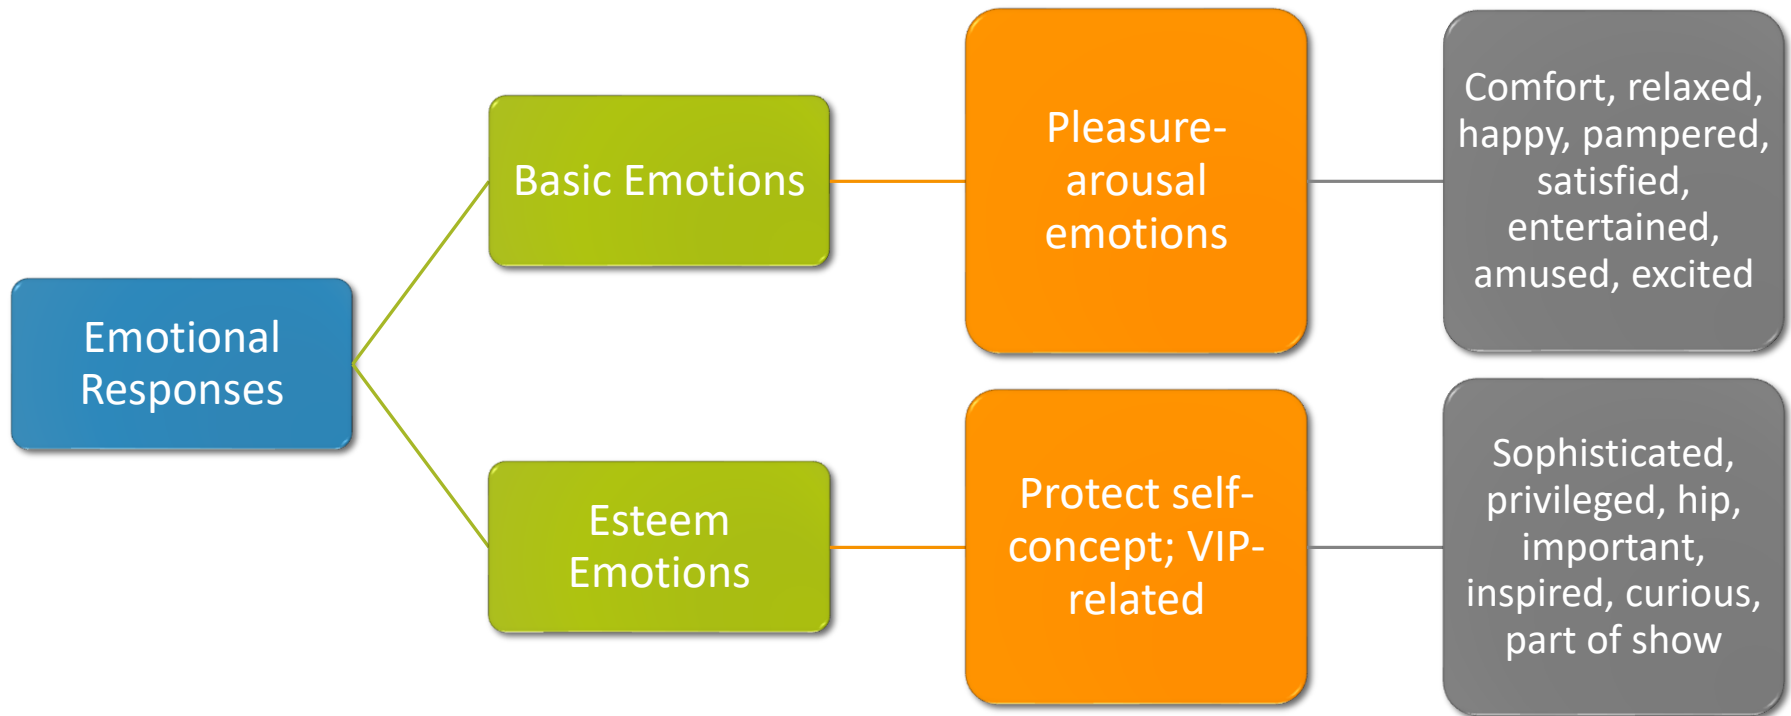 Emotional
Responses
Basic Emotions
Pleasure-
arousal
emotions
Comfort, relaxed,
happy, pampered,
satisfied,
entertained,
amused, excited
Esteem
Emotions
Protect self-
concept; VIP-
related
Sophisticated,
privileged, hip,
important,
inspired, curious,
part of show